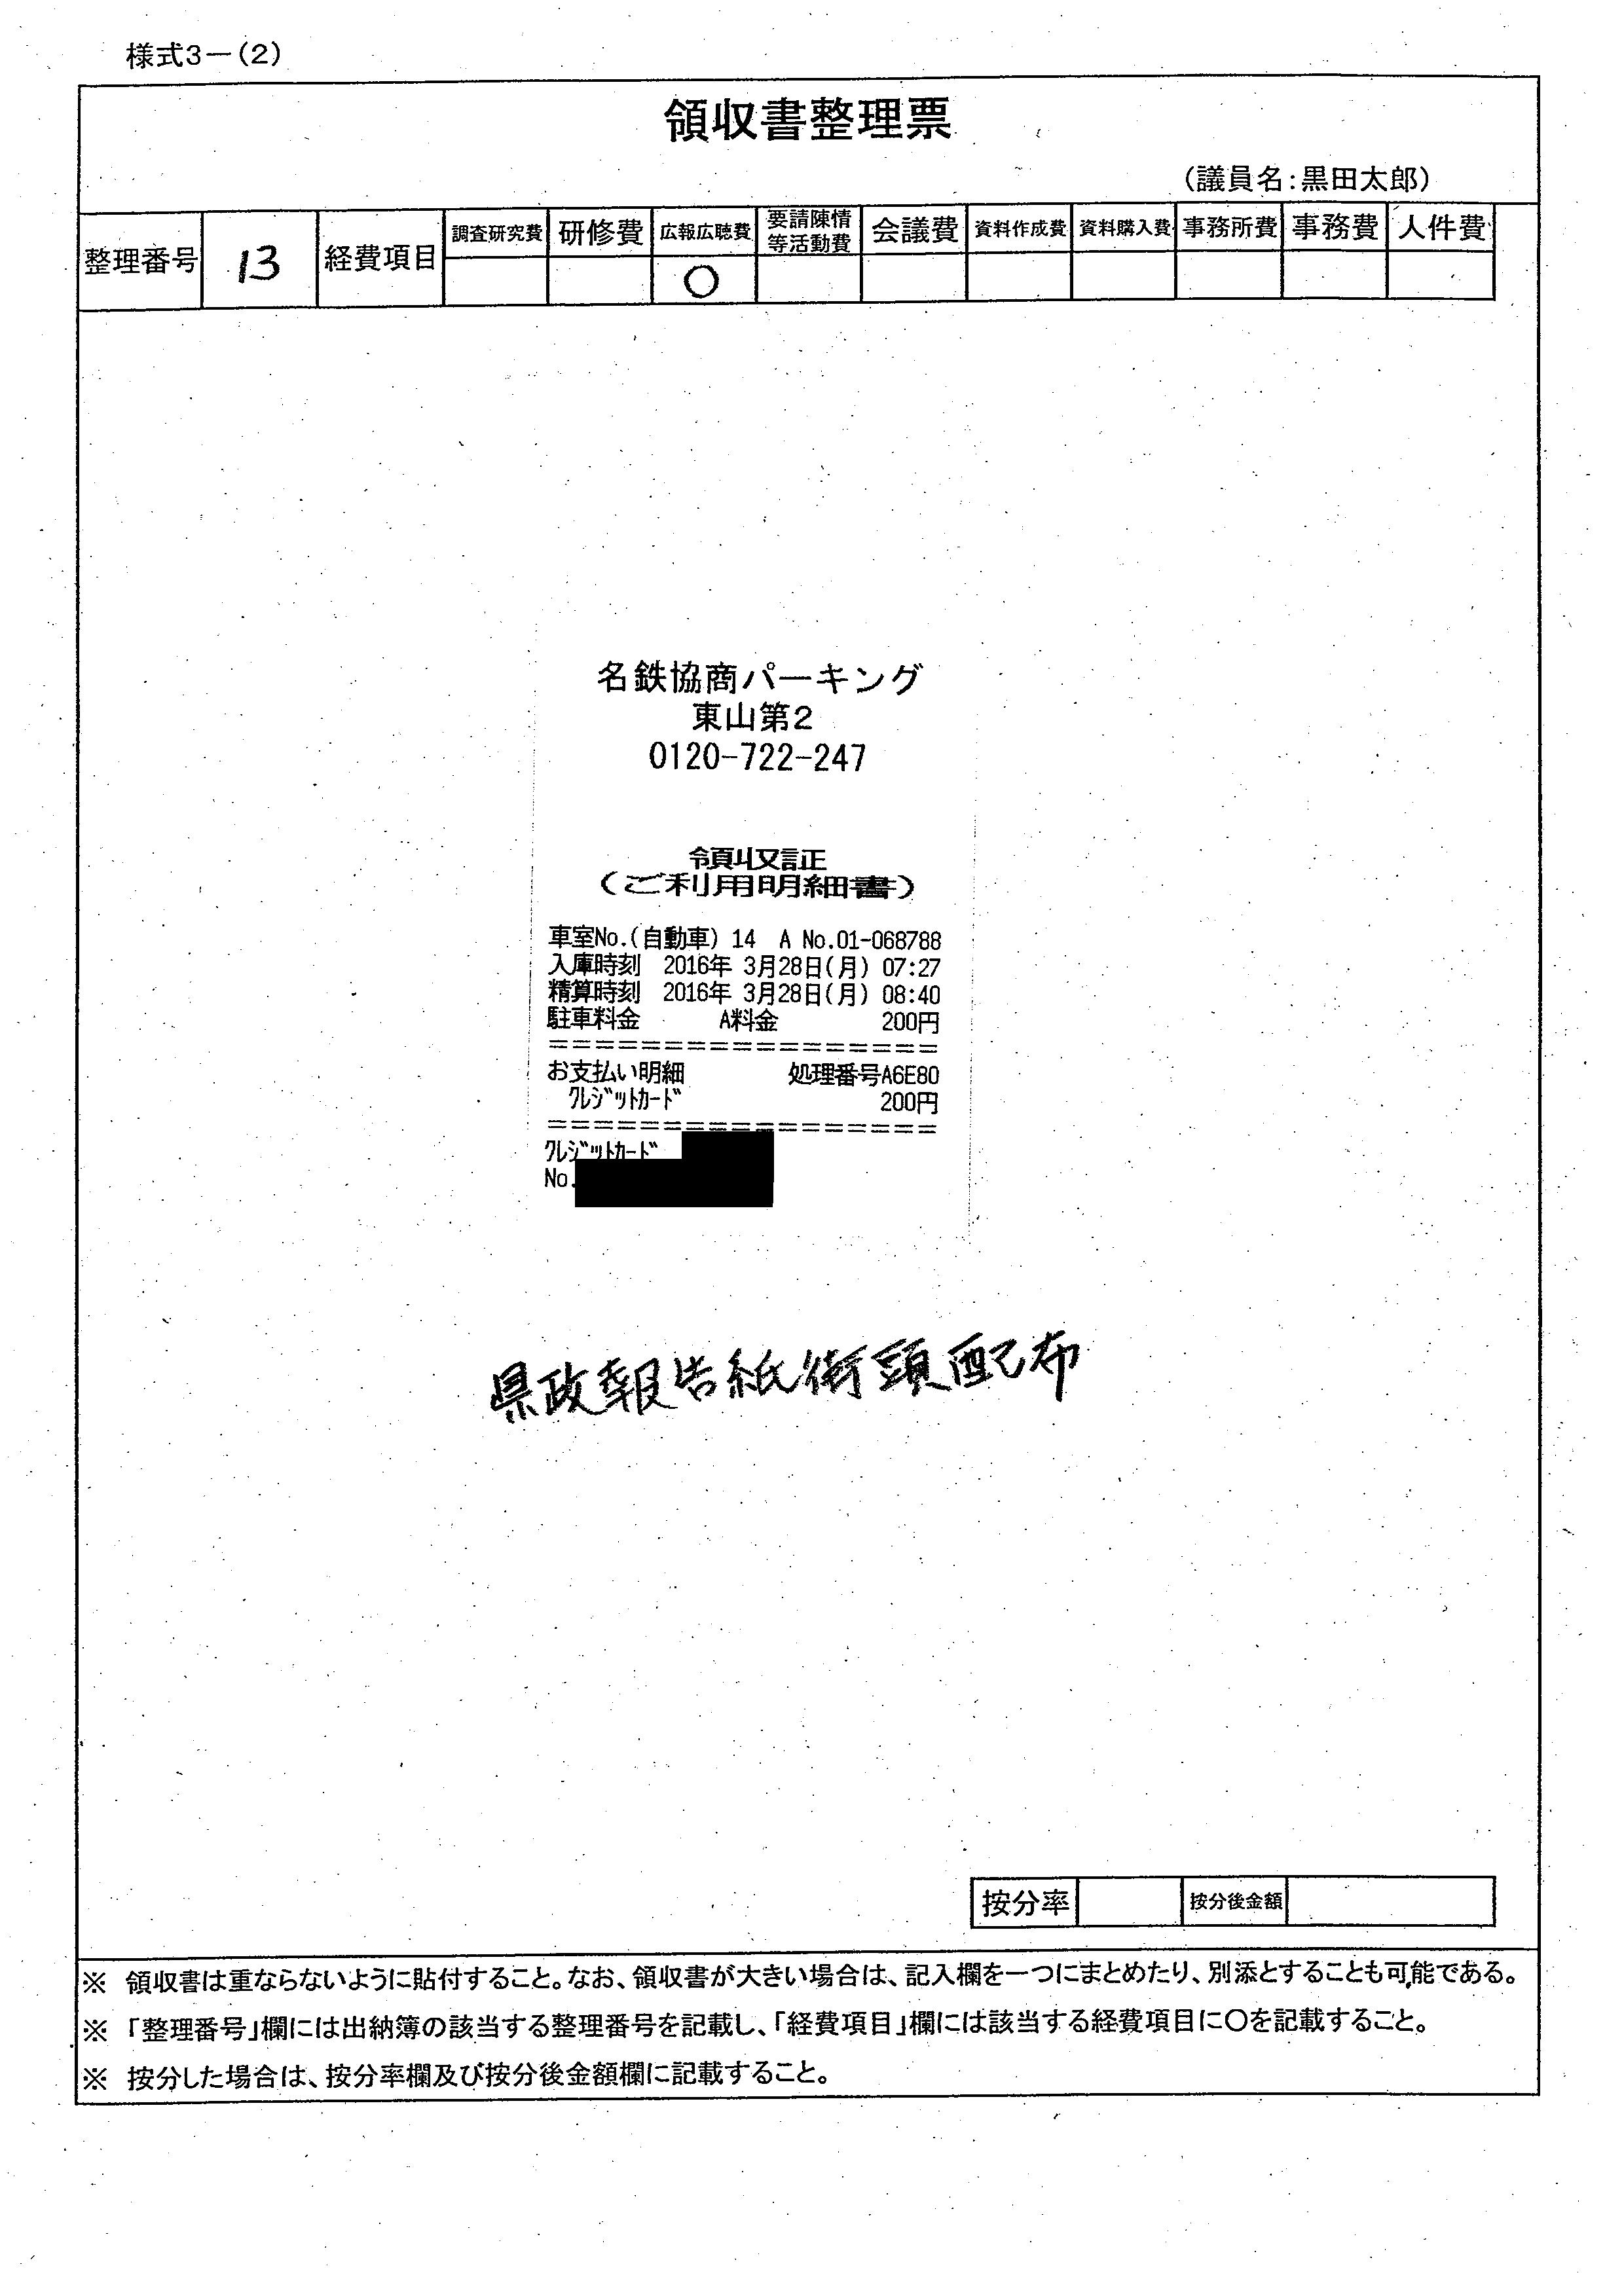 様式3－(2)
領収書整理票
(議員名:黒田太郎)
整理番号 13 経費項目 調査研究費 研修費 広報広聴費 要請陳情等活動費 会議費 資料作成費 資料購入費 事務所費 事務費 人件費
○
名鉄協商パーキング
東山第2
0120-722-247
領収証
(ご利用明細書)
車室No.(自動車) 14 A No.01-068788
入庫時刻 2016年 3月28日(月) 07:27
精算時刻 2016年 3月28日(月) 08:40
駐車料金 A料金 200円
==================
お支払い明細 処理番号A6E80
ｸﾚｼﾞｯﾄｶｰﾄﾞ 200円
==================
ｸﾚｼﾞｯﾄｶｰﾄﾞ
No.
県政報告紙街頭配布
按分率 按分後金額
※ 領収書は重ならないように貼付すること。なお、領収書が大きい場合は、記入欄を一つにまとめたり、別添とすることも可能である。
※ 「整理番号」欄には出納簿の該当する整理番号を記載し、「経費項目」欄には該当する経費項目に○を記載すること。
※ 按分した場合は、按分率欄及び按分後金額欄に記載すること。